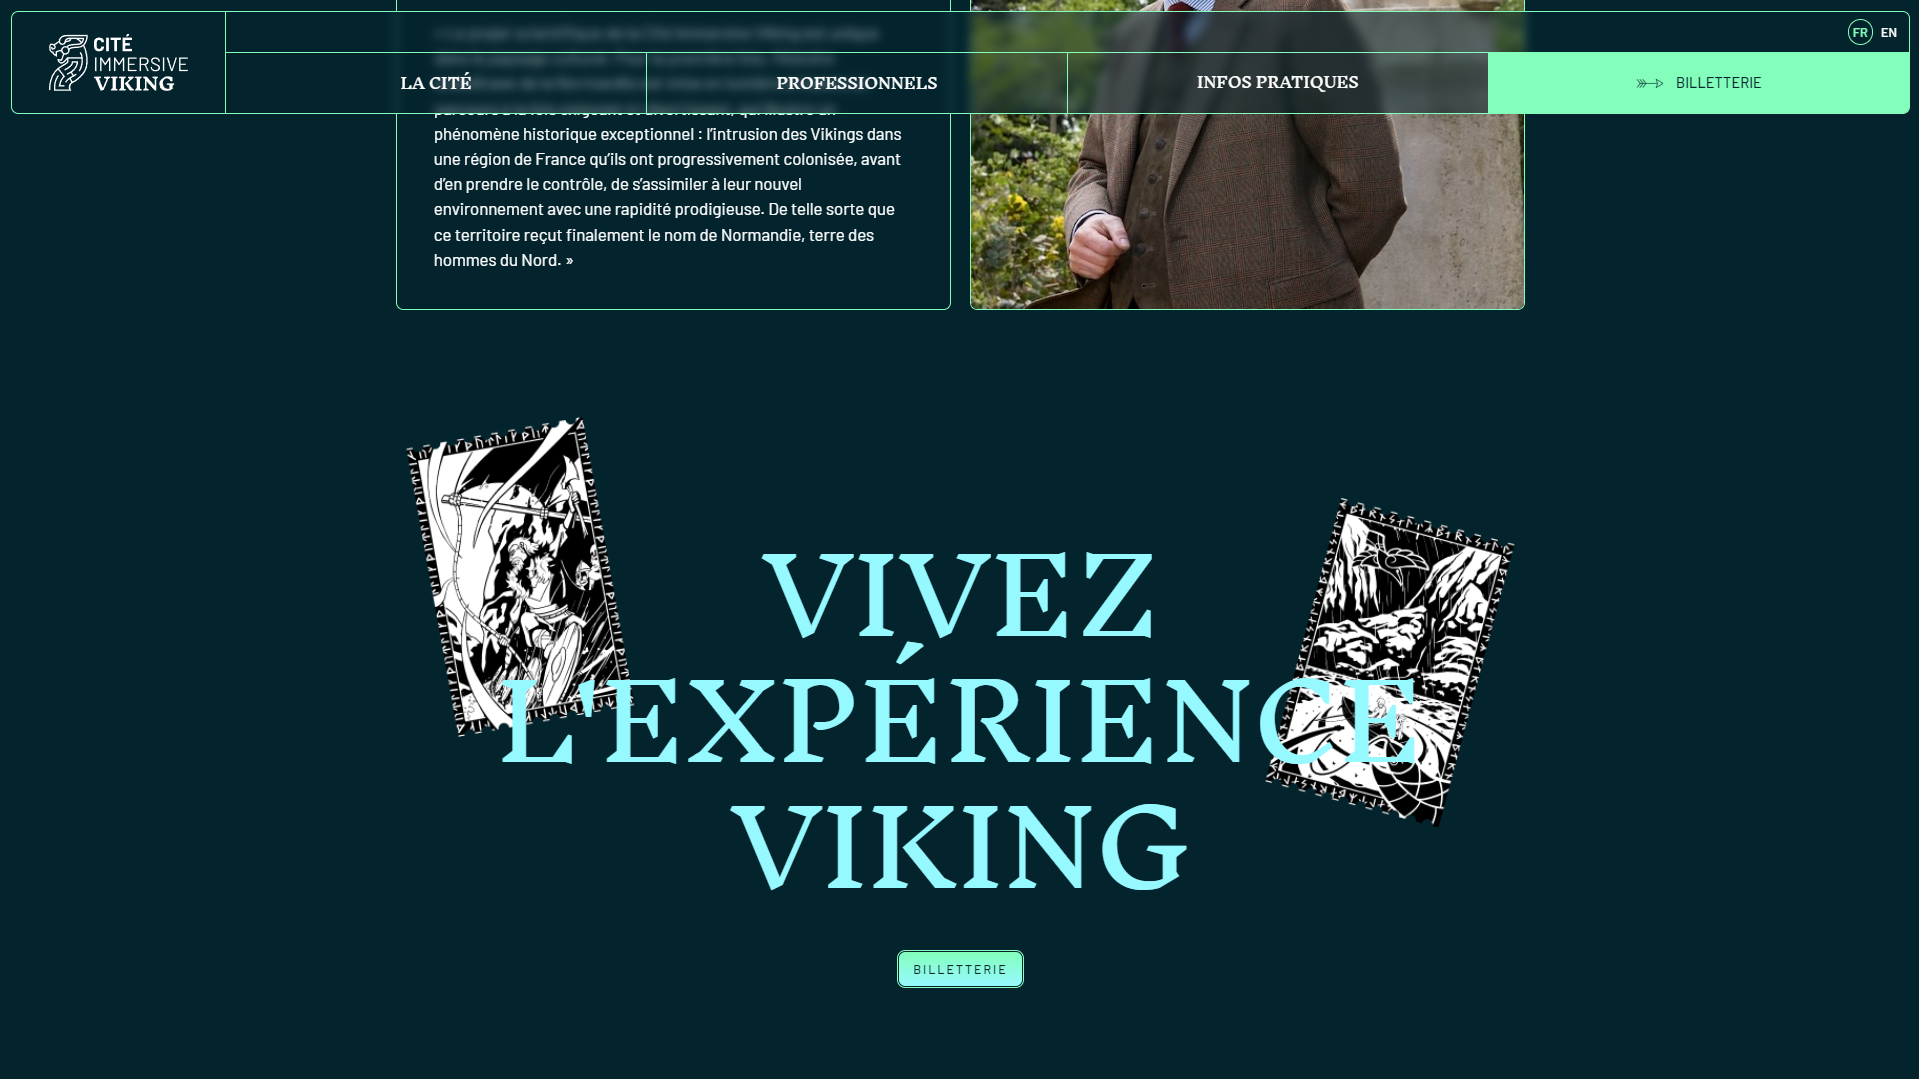 CITÉ
IMMERSIVE
VIKING
FR EN
LA CITÉ
PROFESSIONNELS
INFOS PRATIQUES
BILLETTERIE
phénomène historique exceptionnel : l’intrusion des Vikings dans
une région de France qu’ils ont progressivement colonisée, avant
d’en prendre le contrôle, de s’assimiler à leur nouvel
environnement avec une rapidité prodigieuse. De telle sorte que
ce territoire reçut finalement le nom de Normandie, terre des
hommes du Nord. »
VIVEZ
L'EXPÉRIENCE
VIKING
BILLETTERIE